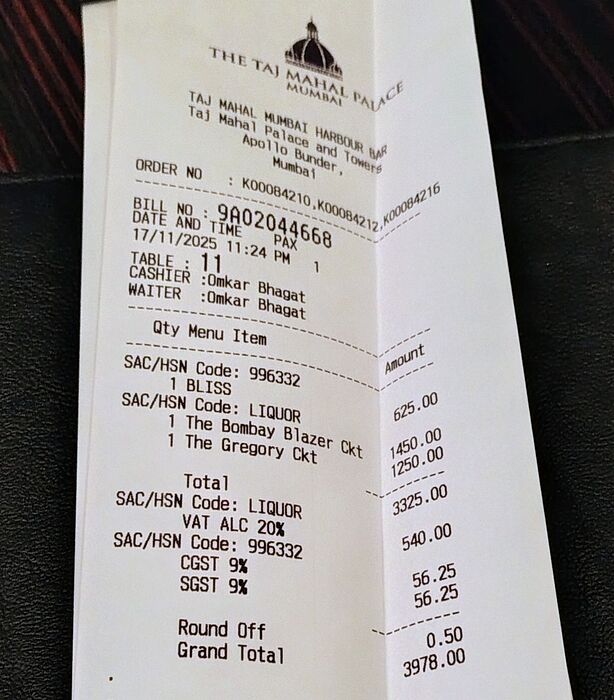 THE TAJ MAHAL PALACE
MUMBAI
TAJ MAHAL MUMBAI HARBOUR BAR
Taj Mahal Palace and Towers
Apollo Bunder,
Mumbai
ORDER NO : K00084210,K00084212,K00084216
BILL NO : 9A02044668
DATE AND TIME PAX
17/11/2025 11:24 PM 1
TABLE : 11
CASHIER :Omkar Bhagat
WAITER :Omkar Bhagat
Qty Menu Item Amount
SAC/HSN Code: 996332
1 BLISS 625.00
SAC/HSN Code: LIQUOR
1 The Bombay Blazer Ckt 1450.00
1 The Gregory Ckt 1250.00
Total 3325.00
SAC/HSN Code: LIQUOR
VAT ALC 20% 540.00
SAC/HSN Code: 996332
CGST 9% 56.25
SGST 9% 56.25
Round Off 0.50
Grand Total 3978.00